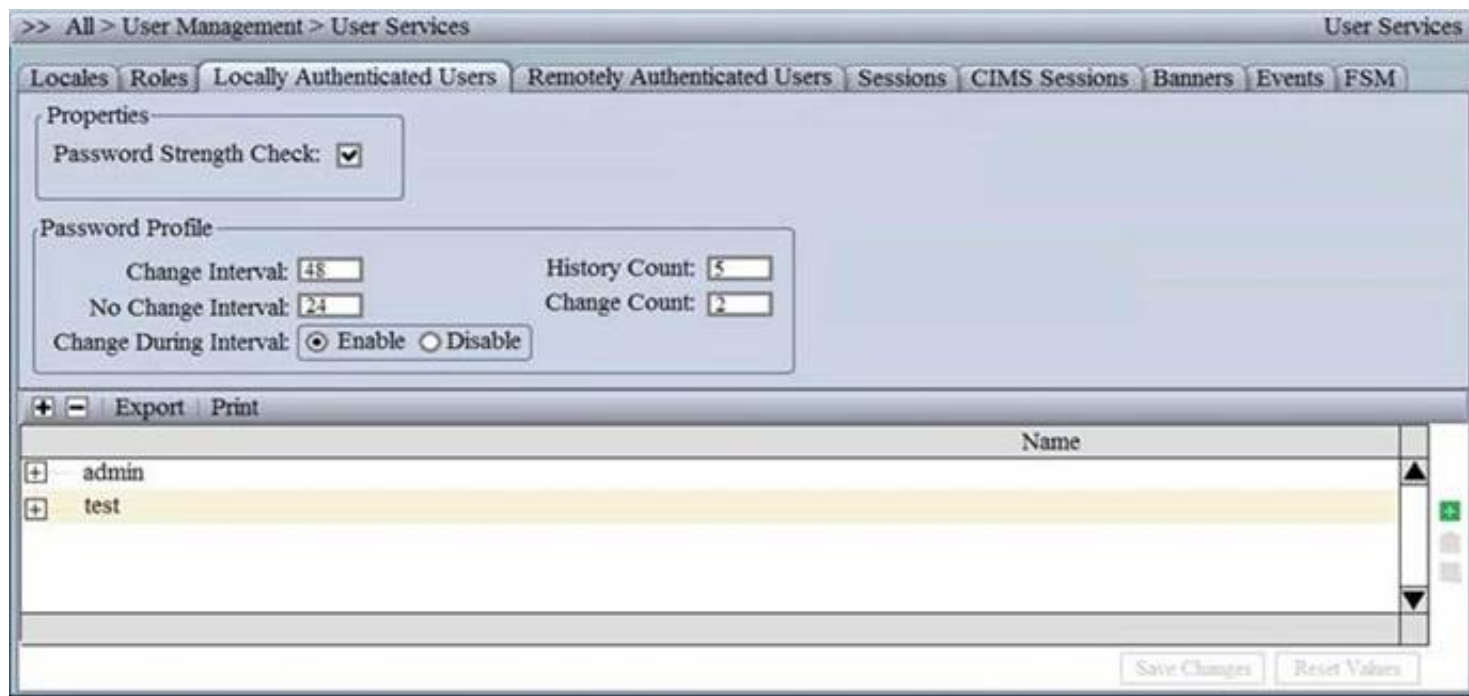 >> All > User Management > User Services User Services
Locales Roles Locally Authenticated Users Remotely Authenticated Users Sessions CIMS Sessions Banners Events FSM
Properties
Password Strength Check:
Password Profile
Change Interval: 48 History Count: 5
No Change Interval: 24 Change Count: 2
Change During Interval: Enable Disable
Export Print
Name
admin
test
Save Changes Reset Values